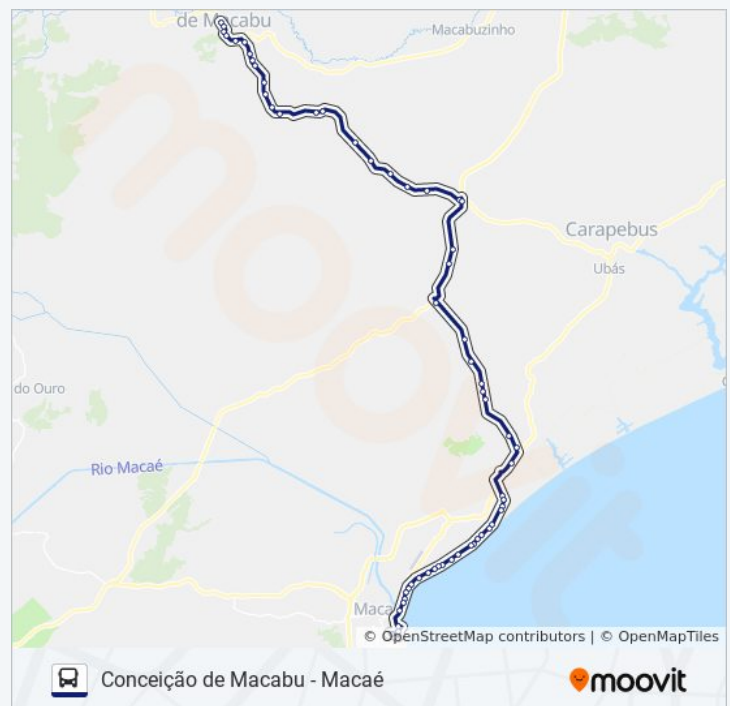 de Macabu
Macabuzinho
Carapebus
Ubás
do Ouro
Rio Macaé
Maca
© OpenStreetMap contributors | © OpenMapTiles
Conceição de Macabu - Macaé
moovit